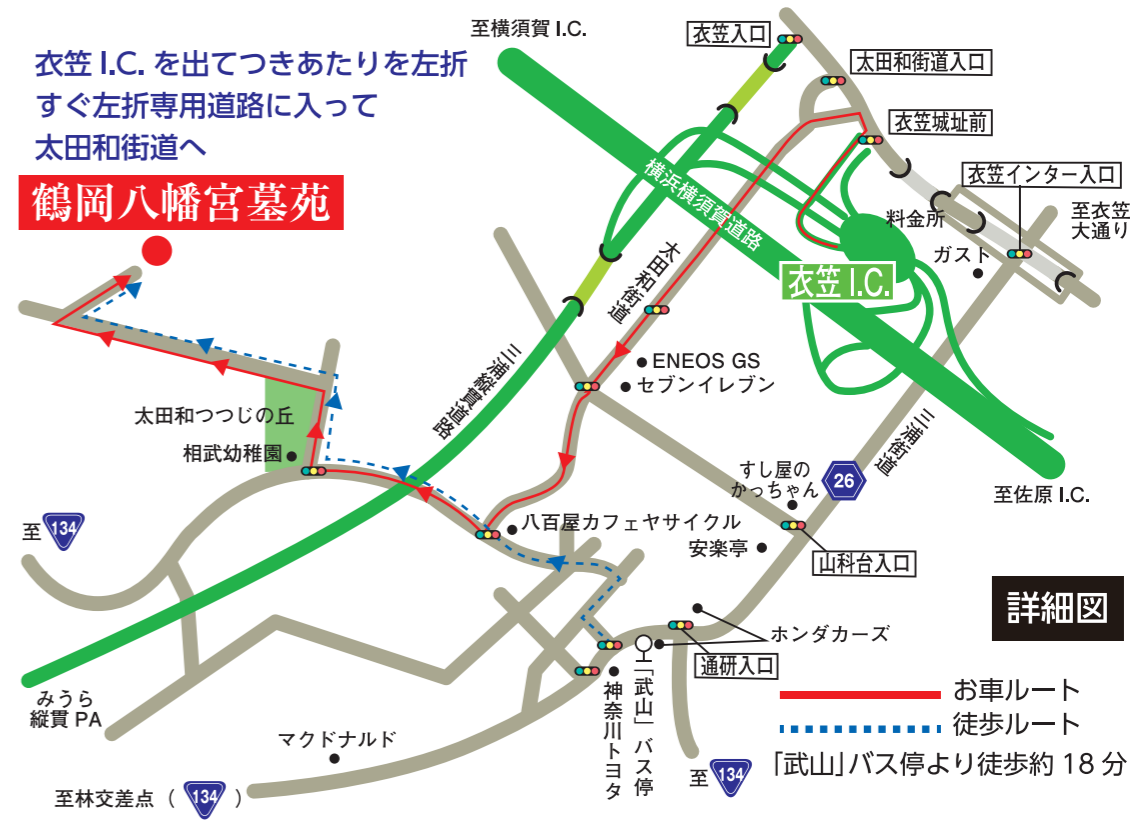 至横須賀 I.C.
衣笠入口
衣笠 I.C. を出てつきあたりを左折
すぐ左折専用道路に入って
太田和街道へ
太田和街道入口
衣笠城址前
鶴岡八幡宮墓苑
横浜横須賀道路
衣笠インター入口
料金所
至衣笠
大通り
ガスト
太田和街道
衣笠 I.C.
三浦縦貫道路
ENEOS GS
セブンイレブン
太田和つつじの丘
相武幼稚園
三浦街道
すし屋の
かっちゃん
26
至佐原 I.C.
至 134
八百屋カフェヤサイクル
安楽亭
山科台入口
詳細図
ホンダカーズ
通研入口
「武山」バス停
神奈川トヨタ
みうら
縦貫 PA
マクドナルド
お車ルート
徒歩ルート
「武山」バス停より徒歩約 18 分
至 134
至林交差点 ( 134 )